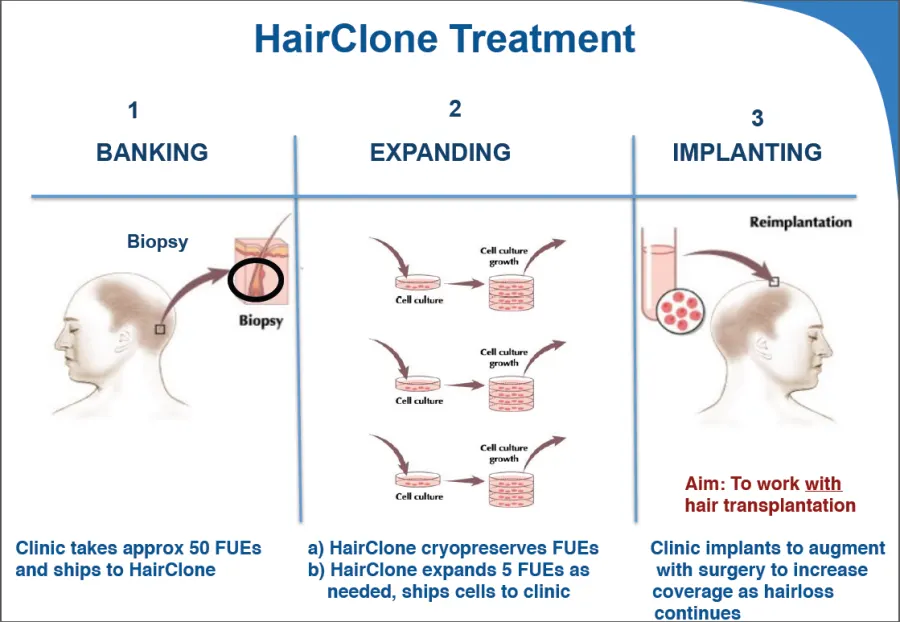 HairClone Treatment
1
BANKING
2
EXPANDING
3
IMPLANTING
Biopsy
Biopsy
Cell culture
Cell culture
growth
Cell culture
Cell culture
growth
Cell culture
Cell culture
growth
Reimplantation
Aim: To work with
hair transplantation
Clinic takes approx 50 FUEs
and ships to HairClone
a) HairClone cryopreserves FUEs
b) HairClone expands 5 FUEs as
needed, ships cells to clinic
Clinic implants to augment
with surgery to increase
coverage as hairloss
continues